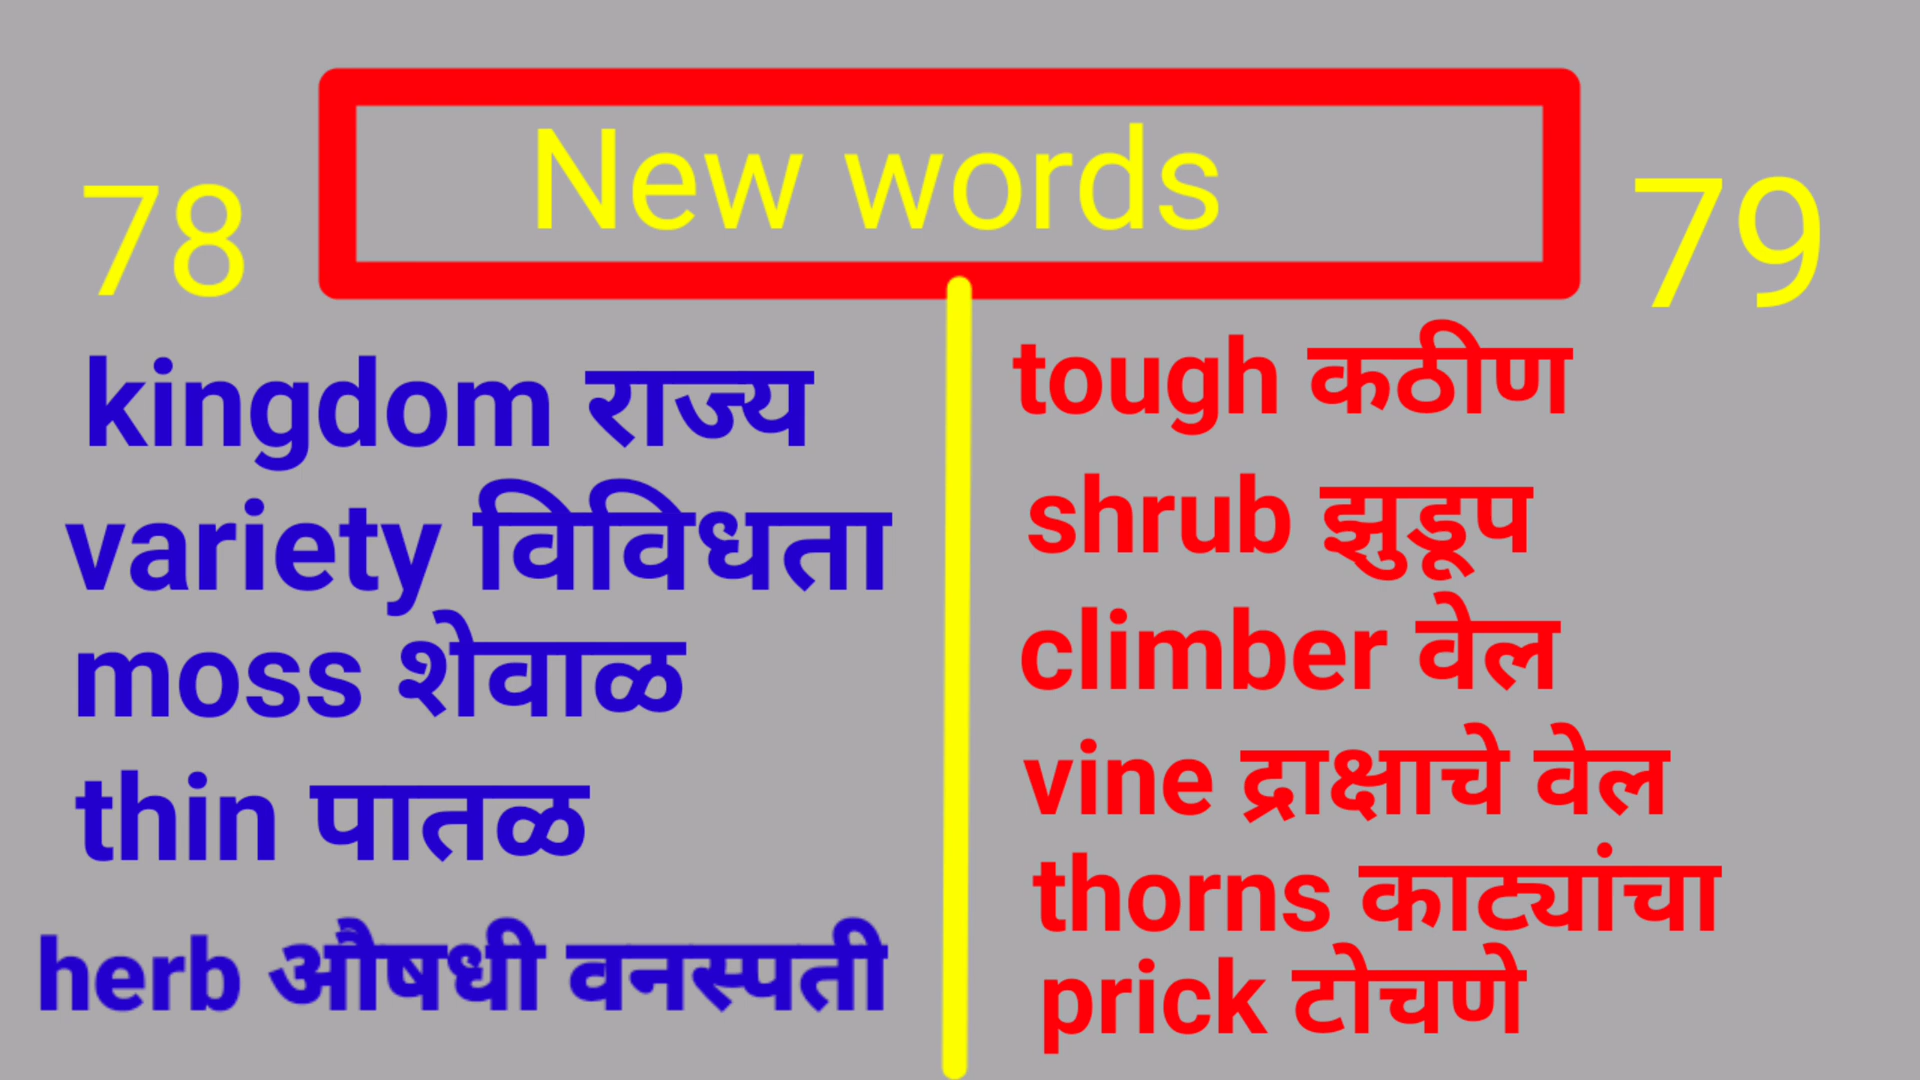 New words
78
79
kingdom राज्य
variety विविधता
moss शेवाळ
thin पातळ
herb औषधी वनस्पती
tough कठीण
shrub झुडूप
climber वेल
vine द्राक्षाचे वेल
thorns काट्यांचा
prick टोचणे